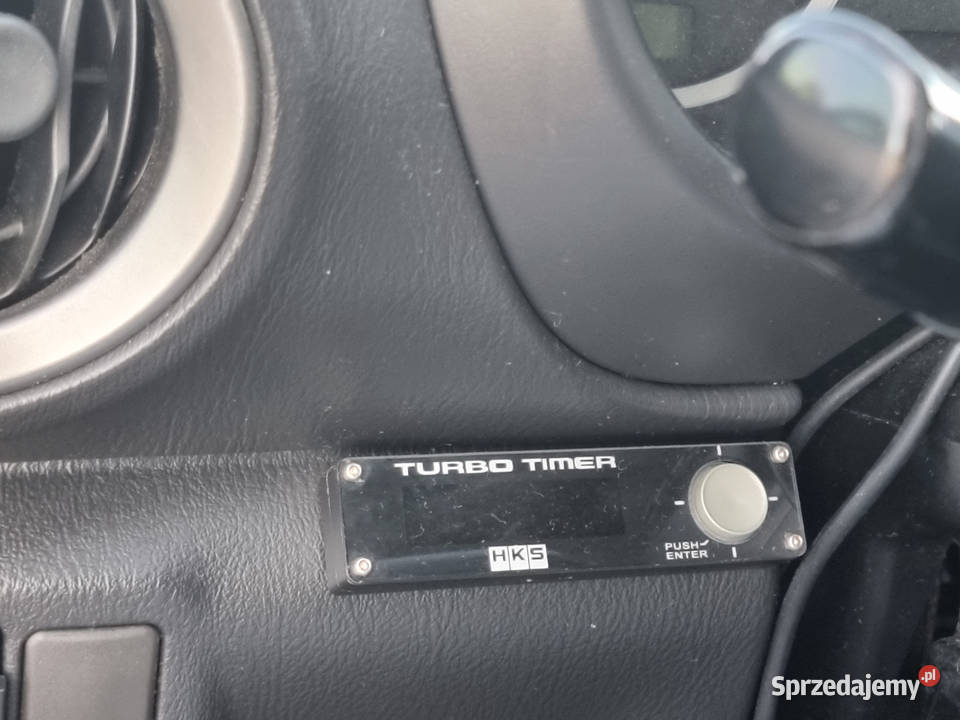 TURBO TIMER
HKS
PUSH
ENTER
Sprzedajemy.pl